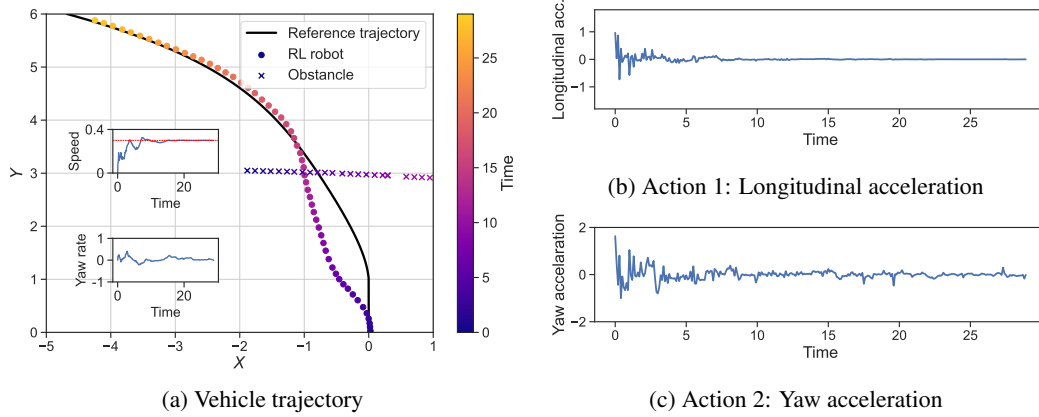 6
5
4
3
2
1
0
Y
−5
−4
−3
−2
−1
0
1
X
Reference trajectory
RL robot
Obstancle
0.4
0
Speed
0
20
Time
1
0
-1
Yaw rate
0
20
Time
25
20
15
10
5
0
Time
(a) Vehicle trajectory
1
0
−1
Longitudinal acc.
0
5
10
15
20
25
Time
(b) Action 1: Longitudinal acceleration
2
0
−2
Yaw accelaration
0
5
10
15
20
25
Time
(c) Action 2: Yaw acceleration